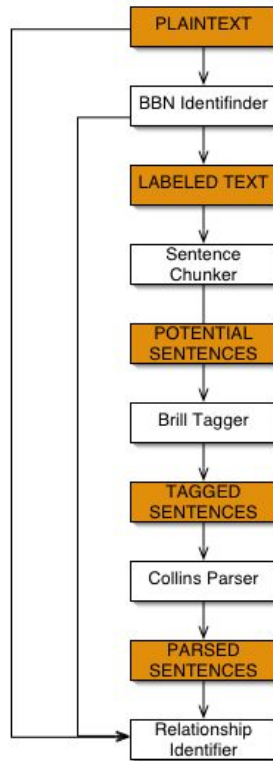 PLAINTEXT
BBN Identifinder
LABELED TEXT
Sentence
Chunker
POTENTIAL
SENTENCES
Brill Tagger
TAGGED
SENTENCES
Collins Parser
PARSED
SENTENCES
Relationship
Identifier